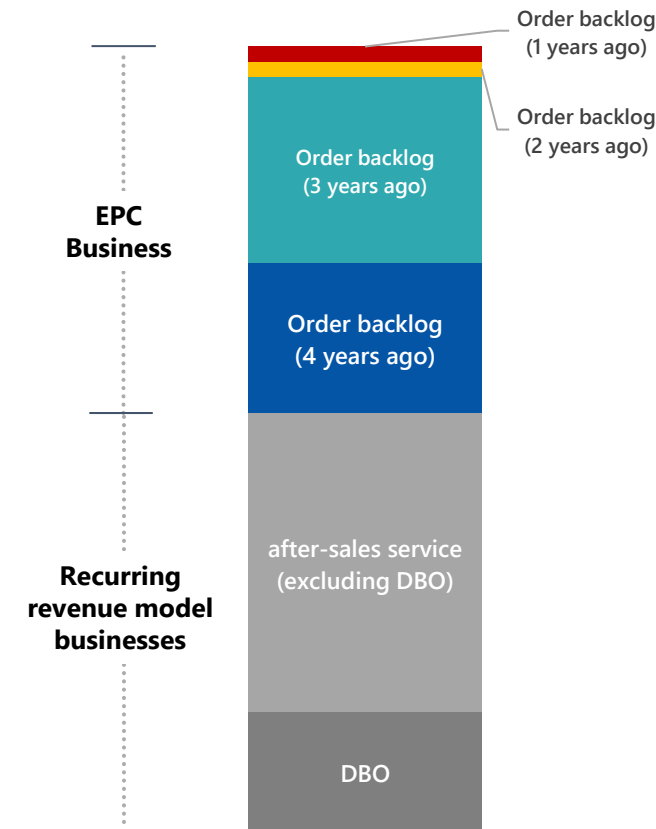 Order backlog
(1 years ago)
Order backlog
(2 years ago)
Order backlog
(3 years ago)
EPC
Business
Order backlog
(4 years ago)
after-sales service
(excluding DBO)
Recurring
revenue model
businesses
DBO